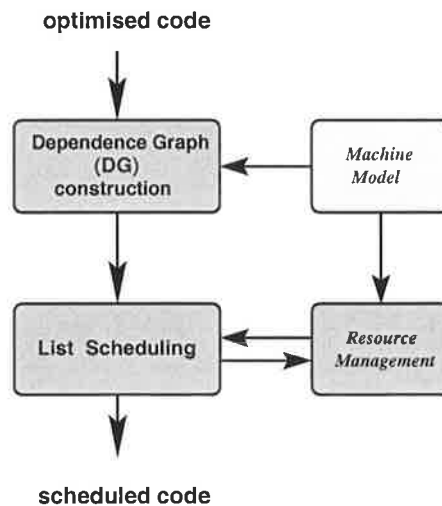 optimised code
Dependence Graph
(DG)
construction
Machine
Model
List Scheduling
Resource
Management
scheduled code